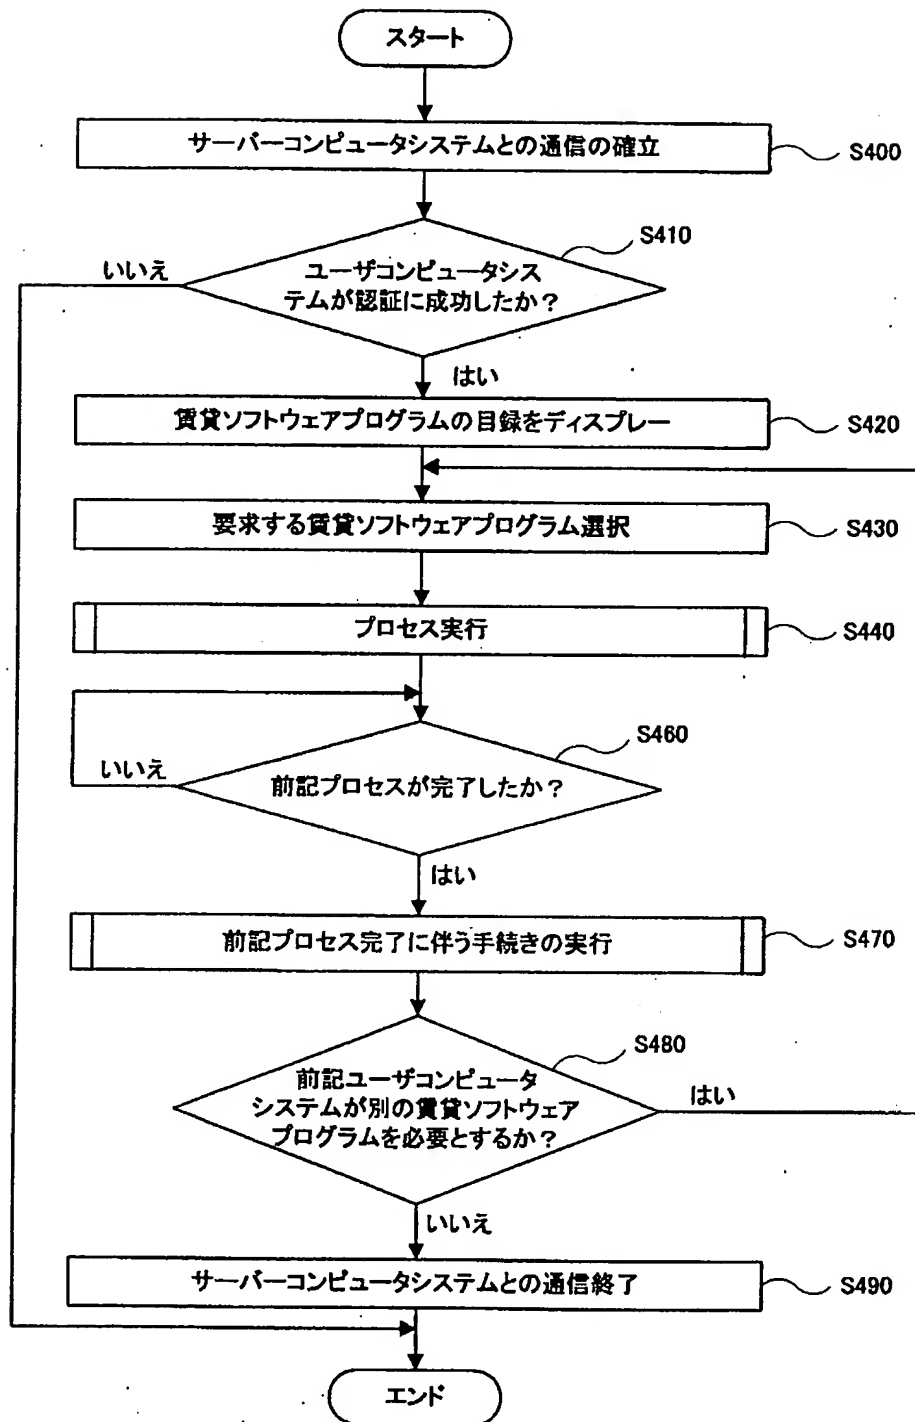 スタート
サーバーコンピュータシステムとの通信の確立
S400
S410
いいえ
ユーザコンピュータシス
テムが認証に成功したか？
はい
賃貸ソフトウェアプログラムの目録をディスプレー
S420
要求する賃貸ソフトウェアプログラム選択
S430
プロセス実行
S440
S460
いいえ
前記プロセスが完了したか？
はい
前記プロセス完了に伴う手続きの実行
S470
S480
前記ユーザコンピュータ
システムが別の賃貸ソフトウェア
プログラムを必要とするか？
はい
いいえ
サーバーコンピュータシステムとの通信終了
S490
エンド